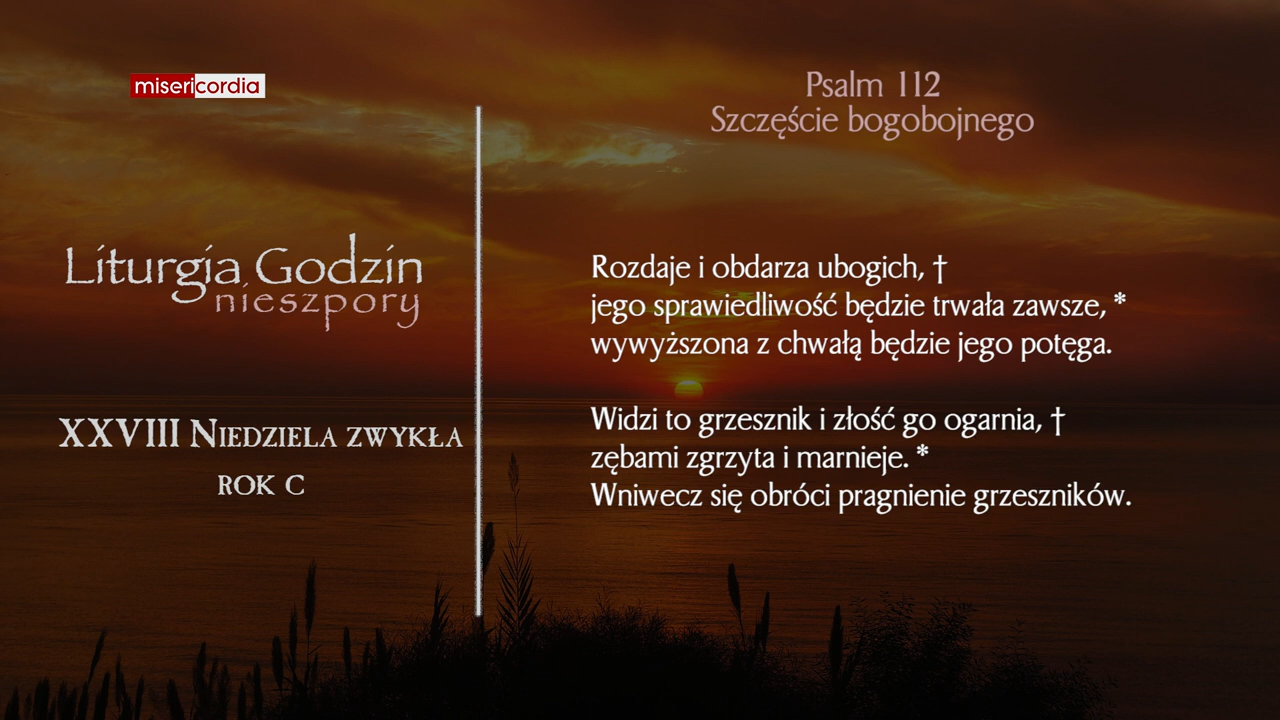 misericordia
Liturgia Godzin
nieszpory
XXVIII Niedziela zwykła
rok C
Psalm 112
Szczęście bogobojnego
Rozdaje i obdarza ubogich, †
jego sprawiedliwość będzie trwała zawsze, *
wywyższona z chwałą będzie jego potęga.
Widzi to grzesznik i złość go ogarnia, †
zębami zgrzyta i marnieje. *
Wniwecz się obróci pragnienie grzeszników.